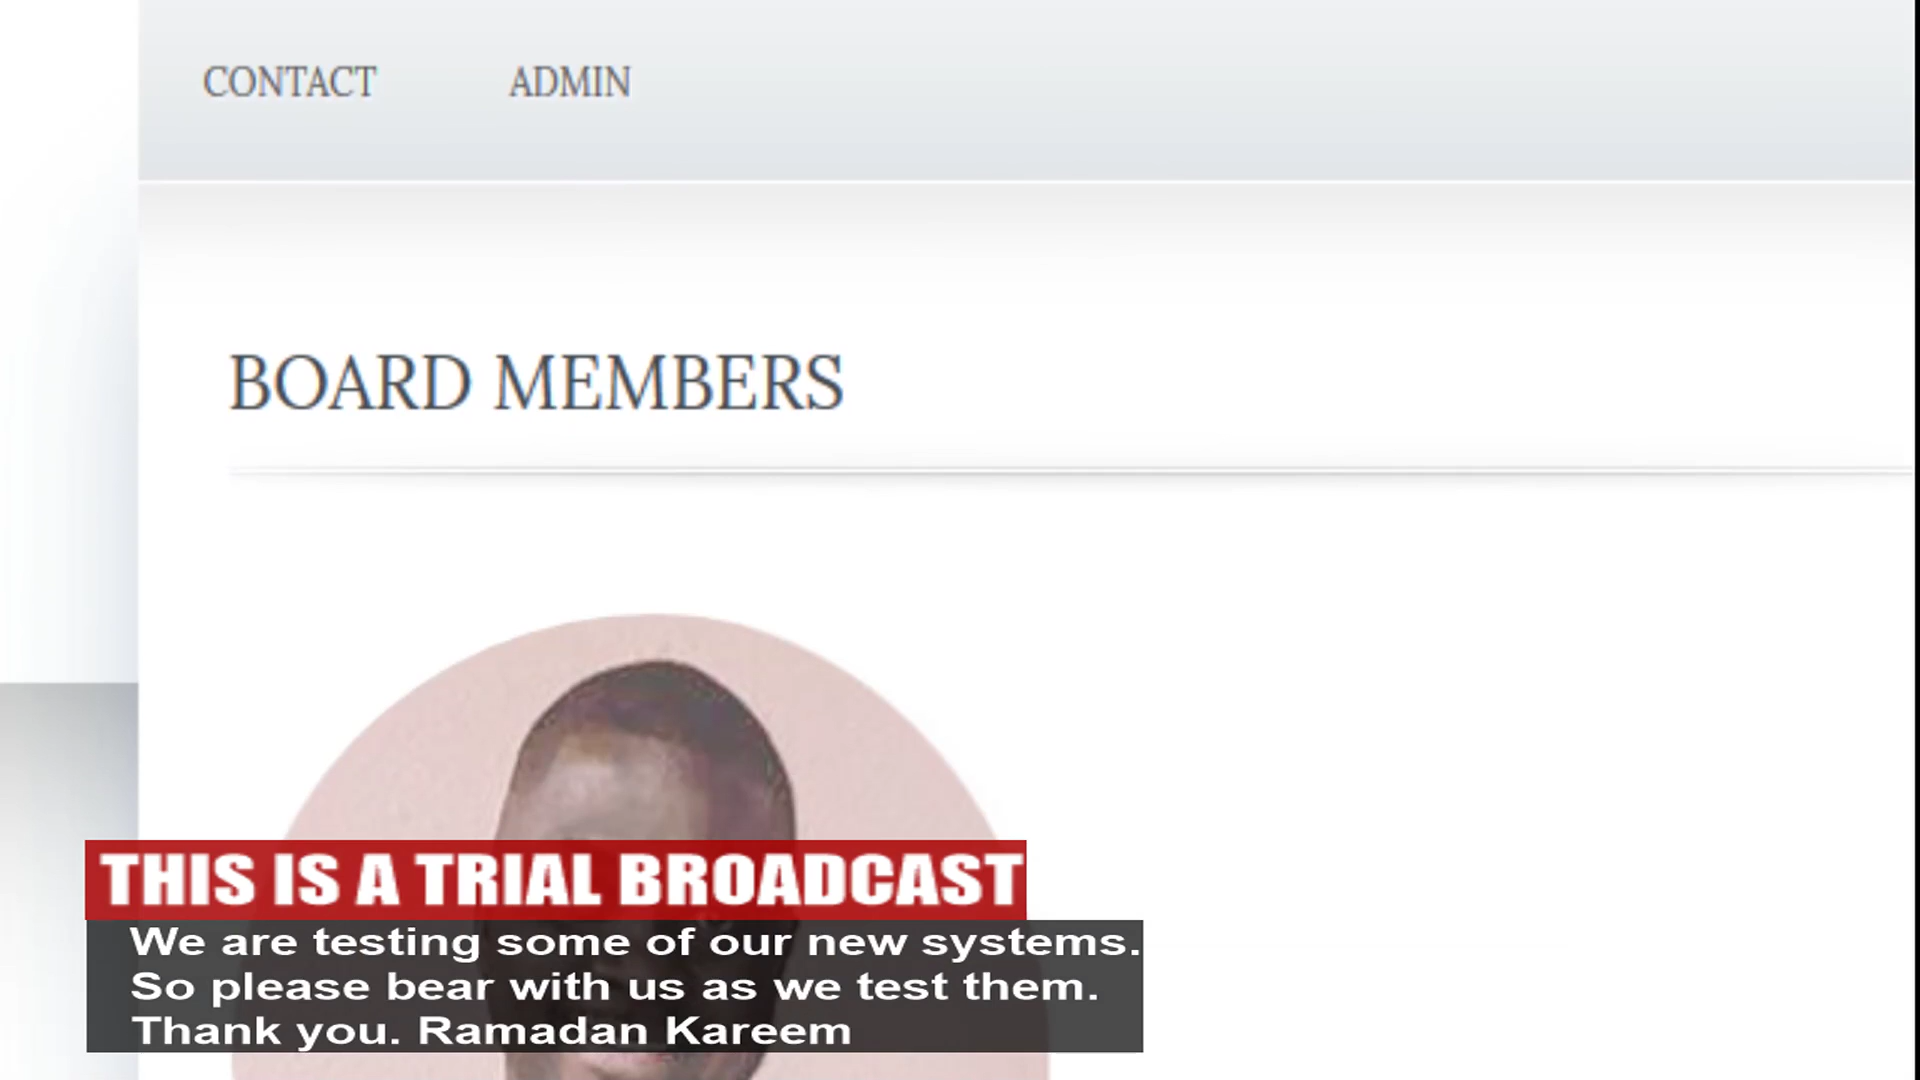 CONTACT ADMIN
BOARD MEMBERS
THIS IS A TRIAL BROADCAST
We are testing some of our new systems.
So please bear with us as we test them.
Thank you. Ramadan Kareem